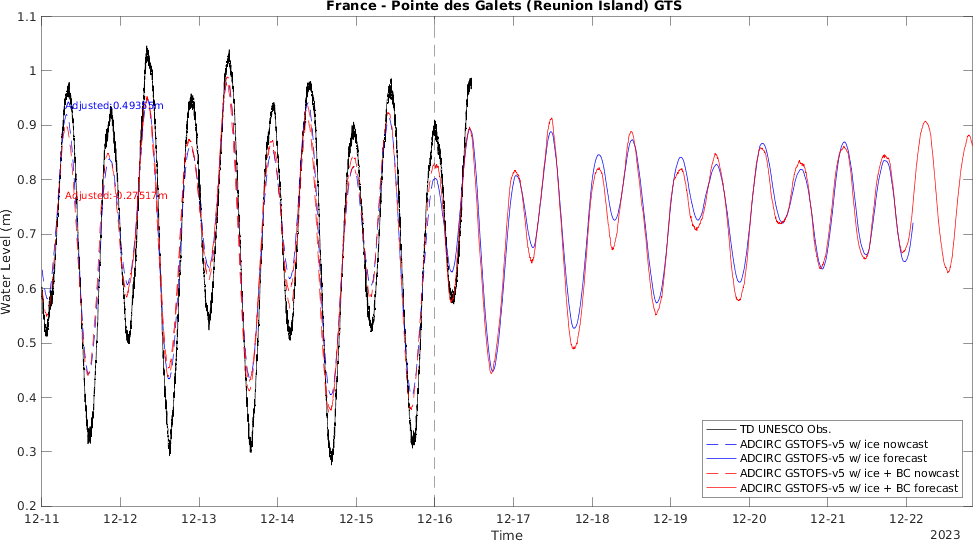 France - Pointe des Galets (Reunion Island) GTS
1.1
1
0.9
0.8
0.7
0.6
0.5
0.4
0.3
0.2
Water Level (m)
Adjusted:0.49355m
Adjusted:-0.27517m
TD UNESCO Obs.
ADCIRC GSTOFS-v5 w/ ice nowcast
ADCIRC GSTOFS-v5 w/ ice forecast
ADCIRC GSTOFS-v5 w/ ice + BC nowcast
ADCIRC GSTOFS-v5 w/ ice + BC forecast
12-11 12-12 12-13 12-14 12-15 12-16 12-17 12-18 12-19 12-20 12-21 12-22
Time
2023